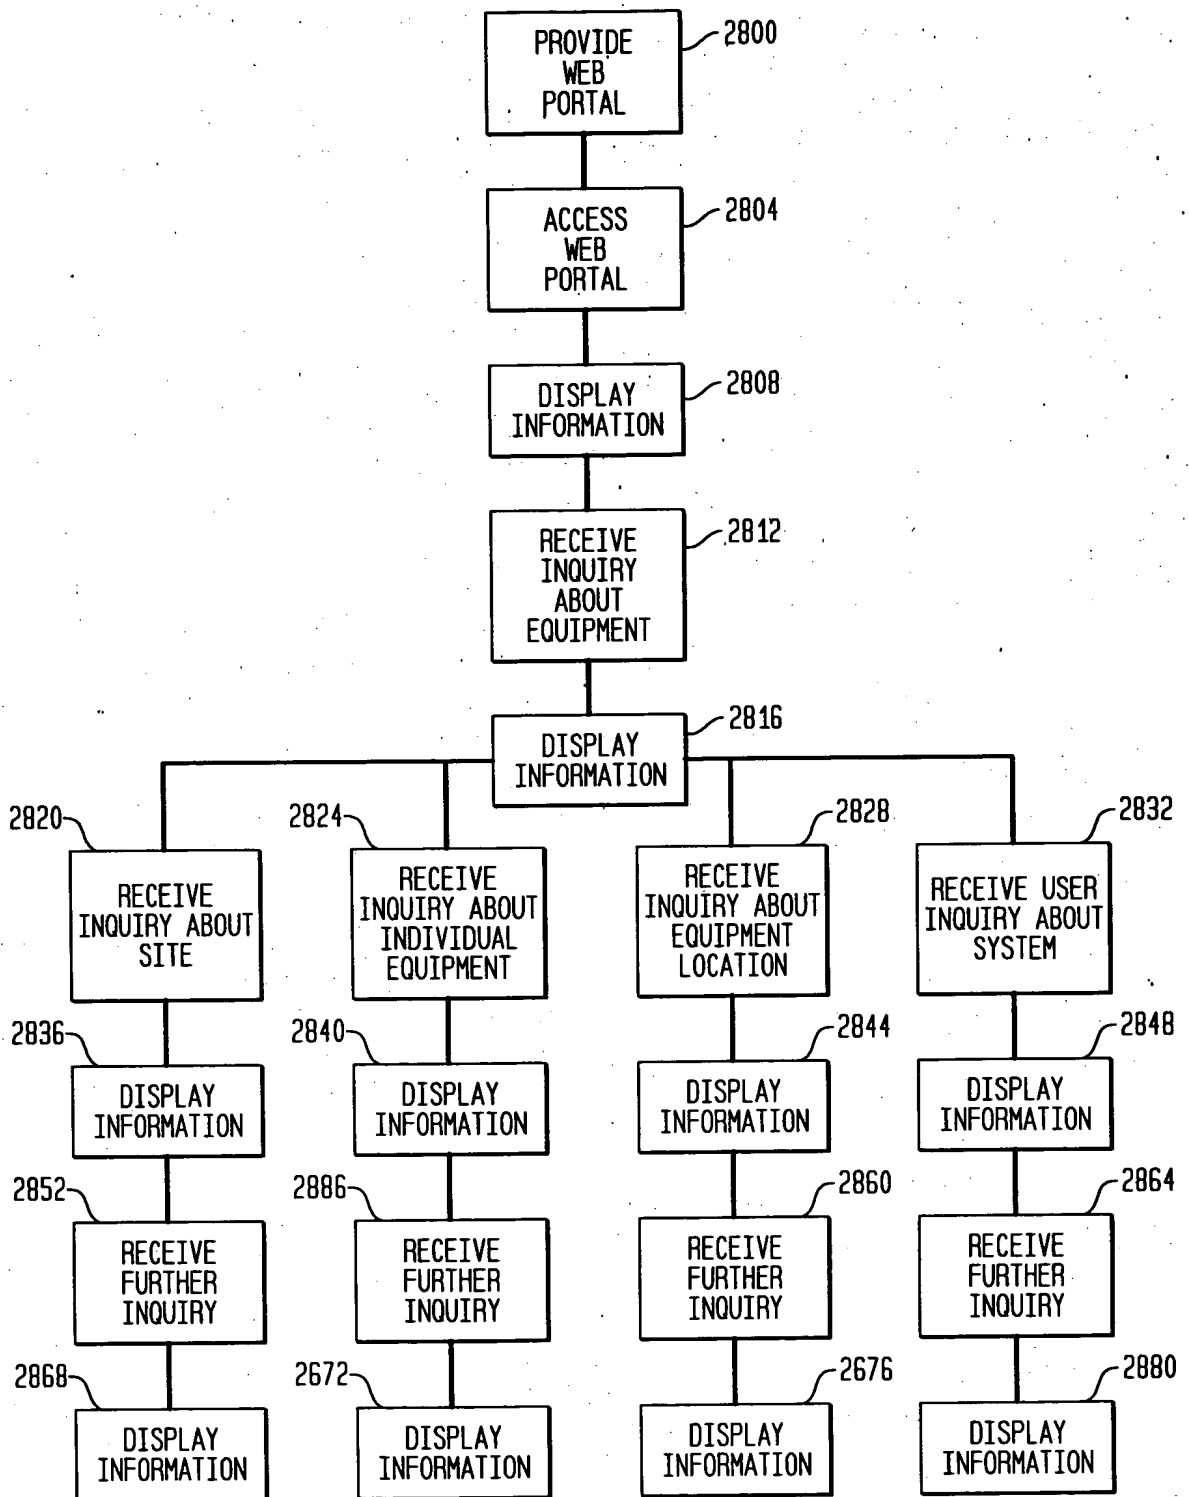 PROVIDE
WEB
PORTAL
2800
ACCESS
WEB
PORTAL
2804
DISPLAY
INFORMATION
2808
RECEIVE
INQUIRY
ABOUT
EQUIPMENT
2812
DISPLAY
INFORMATION
2816
2820
RECEIVE
INQUIRY ABOUT
SITE
2824
RECEIVE
INQUIRY ABOUT
INDIVIDUAL
EQUIPMENT
2828
RECEIVE
INQUIRY ABOUT
EQUIPMENT
LOCATION
2832
RECEIVE USER
INQUIRY ABOUT
SYSTEM
2836
DISPLAY
INFORMATION
2840
DISPLAY
INFORMATION
2844
DISPLAY
INFORMATION
2848
DISPLAY
INFORMATION
2852
RECEIVE
FURTHER
INQUIRY
2886
RECEIVE
FURTHER
INQUIRY
2860
RECEIVE
FURTHER
INQUIRY
2864
RECEIVE
FURTHER
INQUIRY
2868
DISPLAY
INFORMATION
2672
DISPLAY
INFORMATION
2676
DISPLAY
INFORMATION
2880
DISPLAY
INFORMATION